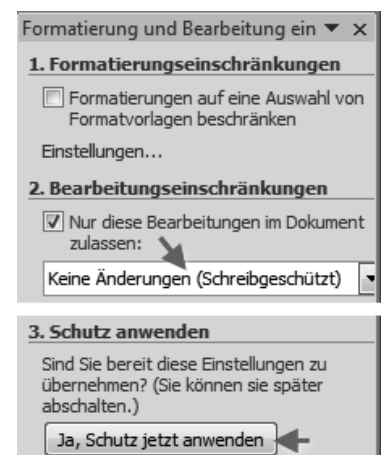 Formatierung und Bearbeitung ein
1. Formatierungseinschränkungen
Formatierungen auf eine Auswahl von
Formatvorlagen beschränken
Einstellungen...
2. Bearbeitungseinschränkungen
Nur diese Bearbeitungen im Dokument
zulassen:
Keine Änderungen (Schreibgeschützt)
3. Schutz anwenden
Sind Sie bereit diese Einstellungen zu
übernehmen? (Sie können sie später
abschalten.)
Ja, Schutz jetzt anwenden